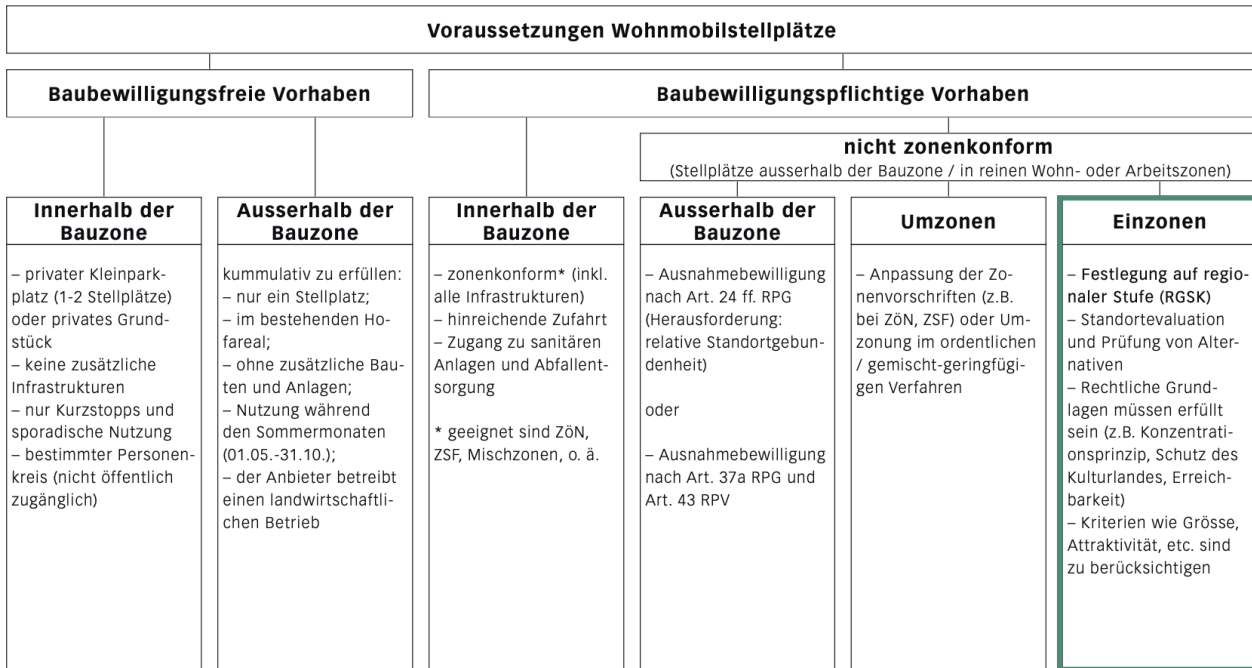 Voraussetzungen Wohnmobilstellplätze
Baubewilligungsfreie Vorhaben
Baubewilligungspflichtige Vorhaben
nicht zonenkonform
(Stellplätze ausserhalb der Bauzone / in reinen Wohn- oder Arbeitszonen)
Innerhalb der
Bauzone
– privater Kleinpark-
platz (1-2 Stellplätze)
oder privates Grund-
stück
– keine zusätzliche
Infrastrukturen
– nur Kurzstopps und
sporadische Nutzung
– bestimmter Personen-
kreis (nicht öffentlich
zugänglich)
Ausserhalb der
Bauzone
kummulativ zu erfüllen:
– nur ein Stellplatz;
– im bestehenden Ho-
fareal;
– ohne zusätzliche Bau-
ten und Anlagen;
– Nutzung während
den Sommermonaten
(01.05.-31.10.);
– der Anbieter betreibt
einen landwirtschaftli-
chen Betrieb
Innerhalb der
Bauzone
– zonenkonform* (inkl.
alle Infrastrukturen)
– hinreichende Zufahrt
– Zugang zu sanitären
Anlagen und Abfallent-
sorgung
* geeignet sind ZöN,
ZSF, Mischzonen, o. ä.
Ausserhalb der
Bauzone
– Ausnahmebewilligung
nach Art. 24 ff. RPG
(Herausforderung:
relative Standortgebun-
denheit)
oder
– Ausnahmebewilligung
nach Art. 37a RPG und
Art. 43 RPV
Umzonen
– Anpassung der Zo-
nenvorschriften (z.B.
bei ZöN, ZSF) oder Um-
zonung im ordentlichen
/ gemischt-geringfügi-
gen Verfahren
Einzonen
– Festlegung auf regio-
naler Stufe (RGSK)
– Standortevaluation
und Prüfung von Alter-
nativen
– Rechtliche Grund-
lagen müssen erfüllt
sein (z.B. Konzentrati-
onsprinzip, Schutz des
Kulturlandes, Erreich-
barkeit)
– Kriterien wie Grösse,
Attraktivität, etc. sind
zu berücksichtigen